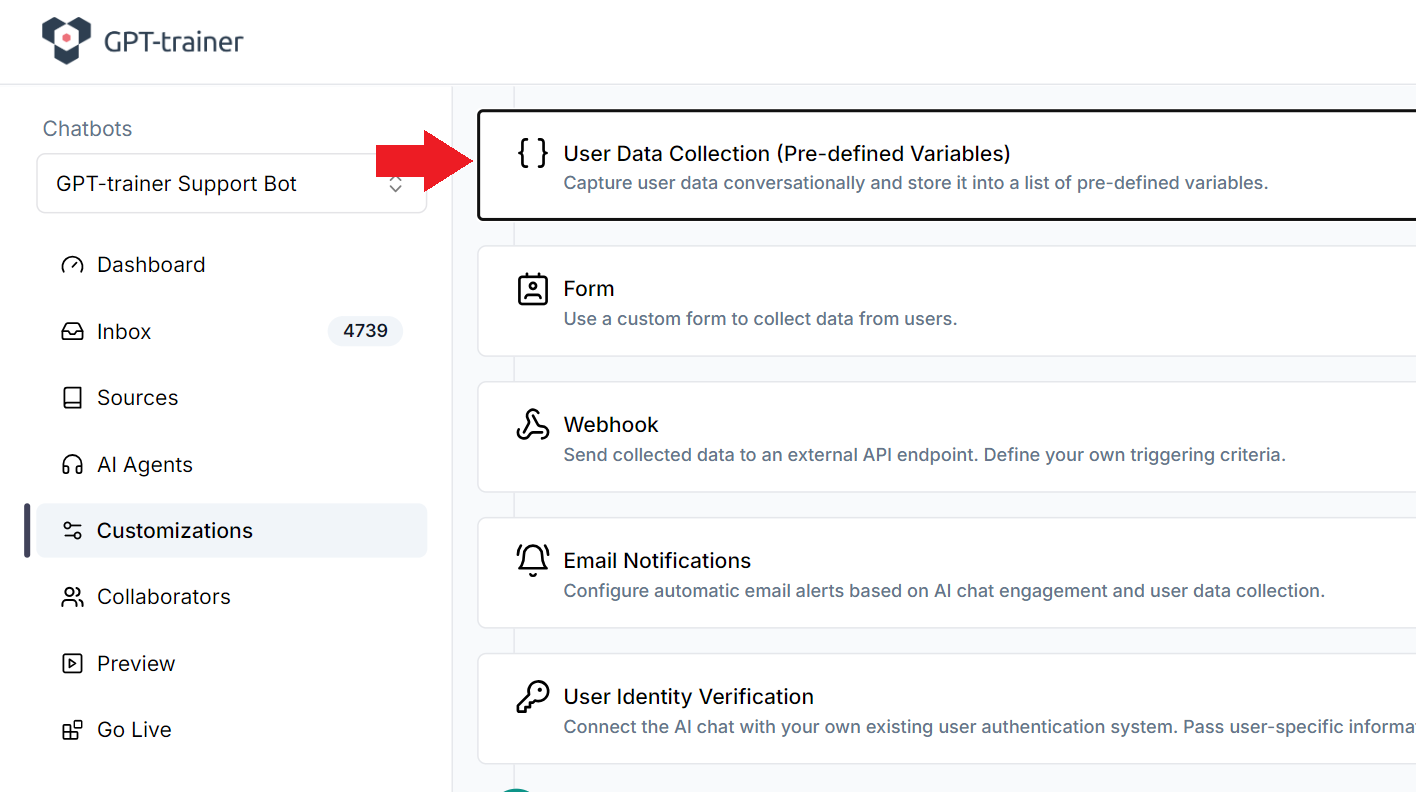 GPT-trainer
Chatbots
GPT-trainer Support Bot
Dashboard
Inbox
4739
Sources
AI Agents
Customizations
Collaborators
Preview
Go Live
{ } User Data Collection (Pre-defined Variables)
Capture user data conversationally and store it into a list of pre-defined variables.
Form
Use a custom form to collect data from users.
Webhook
Send collected data to an external API endpoint. Define your own triggering criteria.
Email Notifications
Configure automatic email alerts based on AI chat engagement and user data collection.
User Identity Verification
Connect the AI chat with your own existing user authentication system. Pass user-specific informa